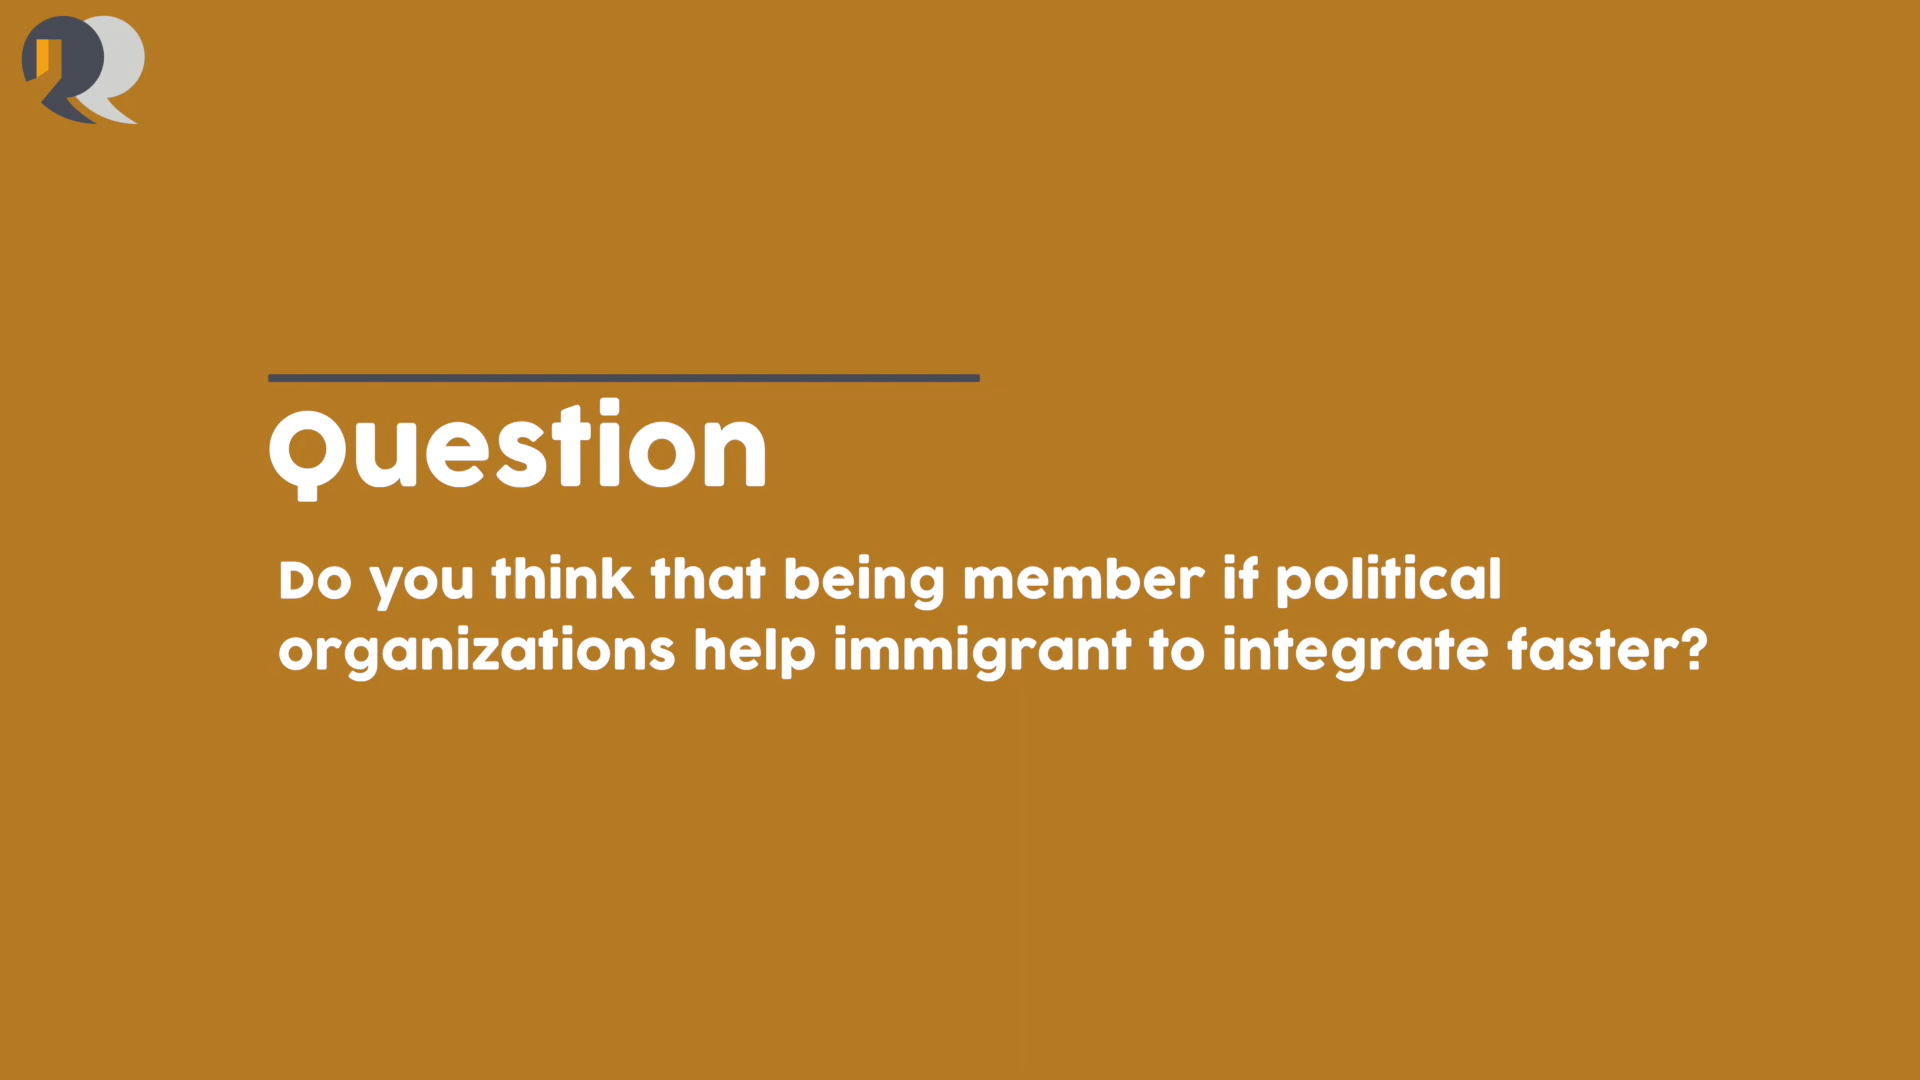 Question
Do you think that being member if political
organizations help immigrant to integrate faster?